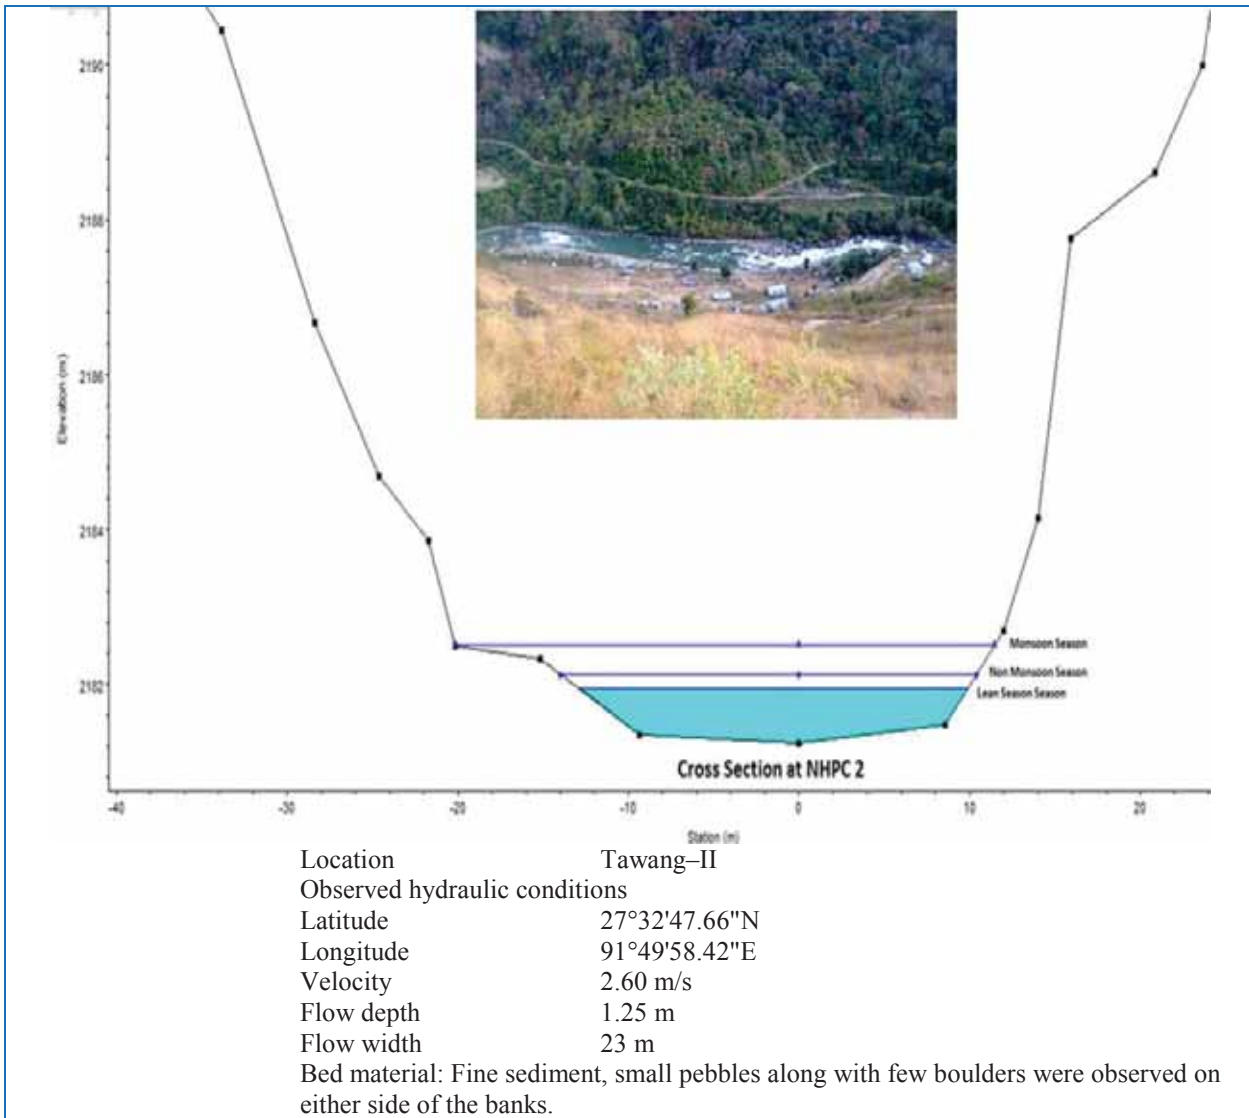 2190
2188
2186
Elevation (m)
2184
Monsoon Season
Non Monsoon Season
2182
Lean Season Season
Cross Section at NHPC 2
-40 -30 -20 -10 0 10 20
Station (m)
Location Tawang–II
Observed hydraulic conditions
Latitude 27°32'47.66"N
Longitude 91°49'58.42"E
Velocity 2.60 m/s
Flow depth 1.25 m
Flow width 23 m
Bed material: Fine sediment, small pebbles along with few boulders were observed on
either side of the banks.